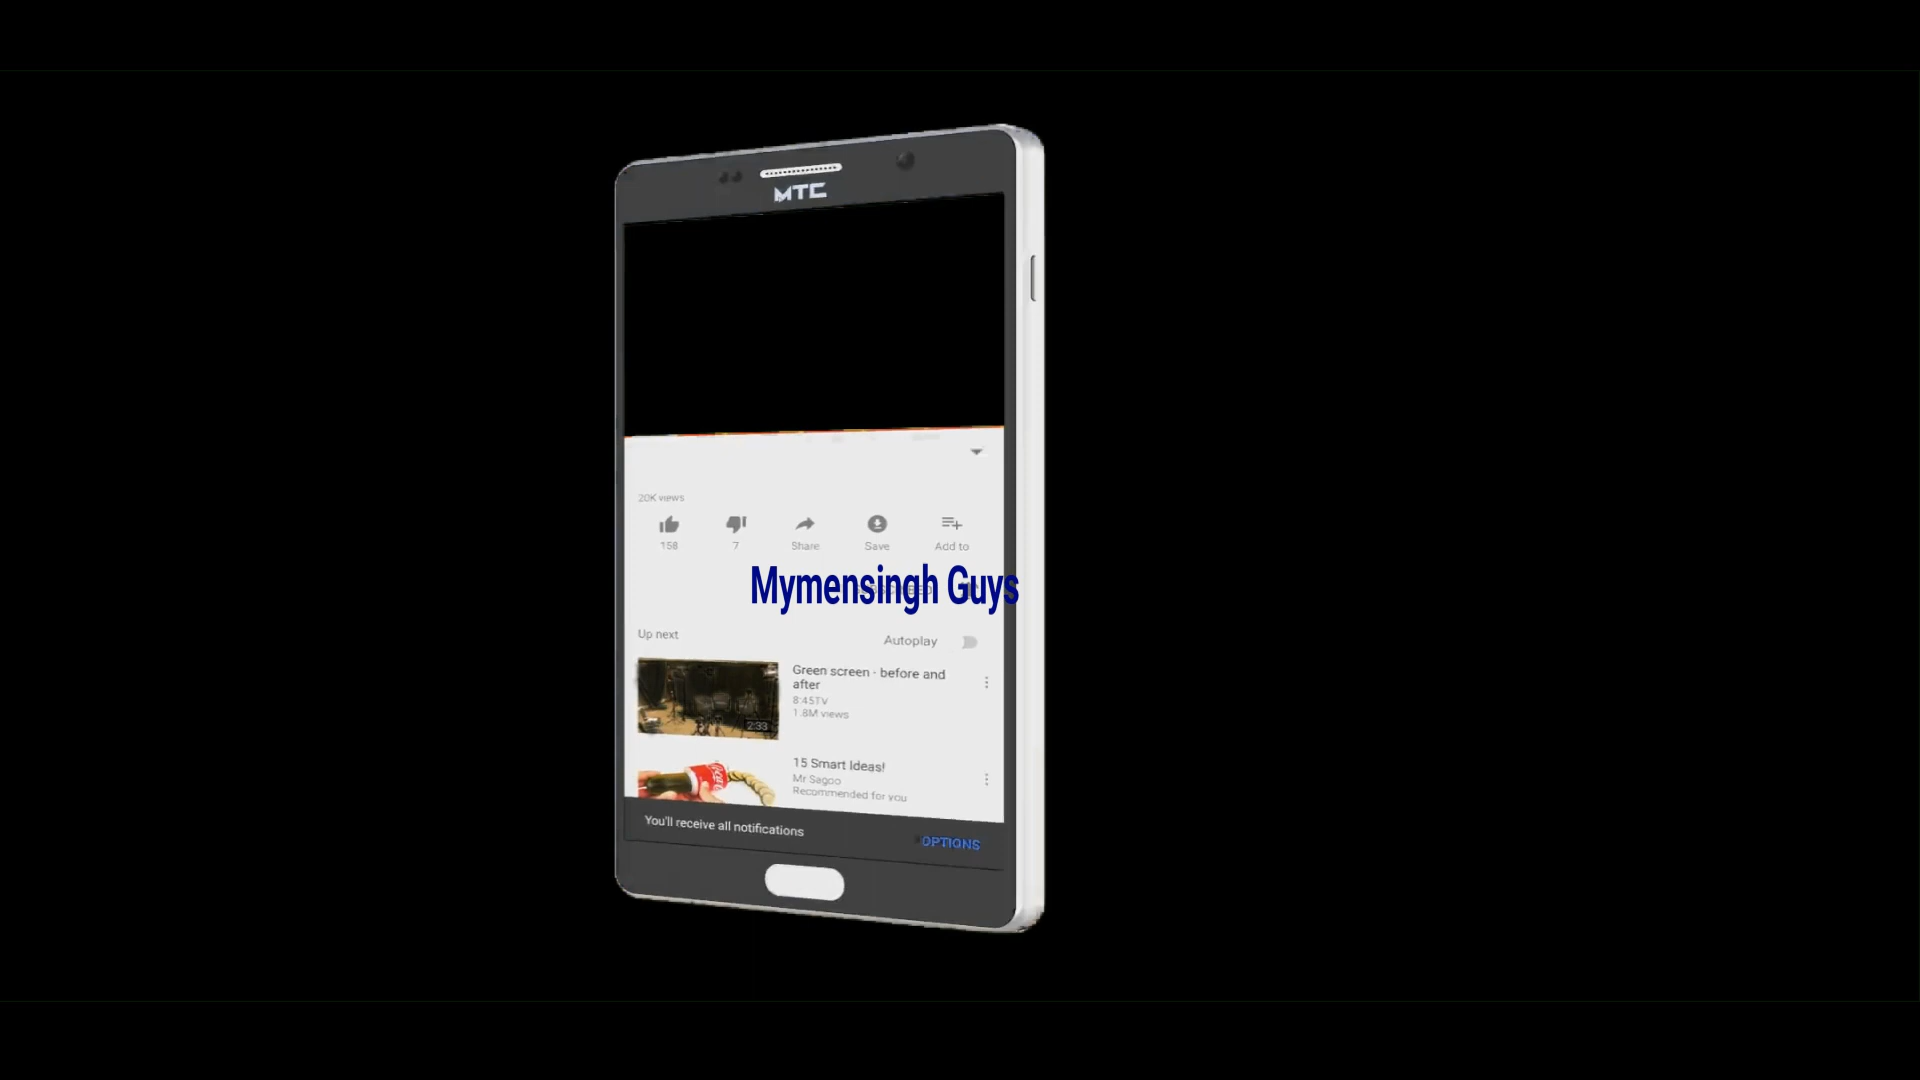 MTC
20K views
158
7
Share
Save
Add to
Mymensingh Guys
Up next
Autoplay
Green screen - before and
after
8:45TV
1.8M views
2:33
15 Smart Ideas!
Mr Sagoo
Recommended for you
You'll receive all notifications
OPTIONS